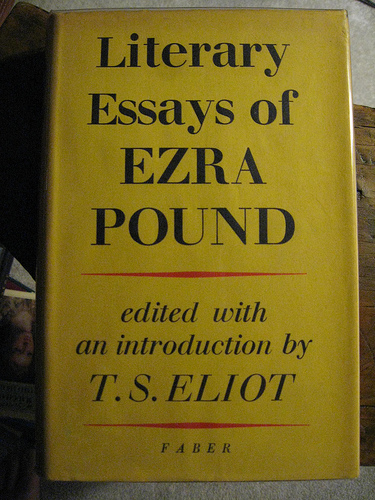 Literary
Essays of
EZRA
POUND
edited with
an introduction by
T. S. ELIOT
FABER